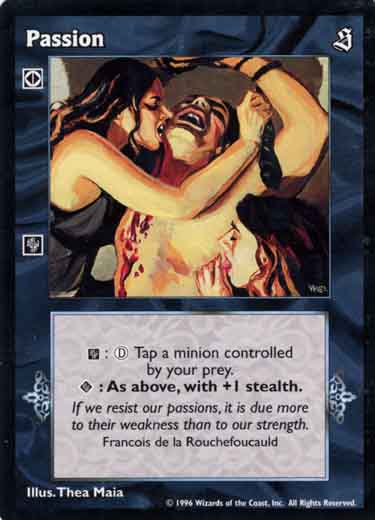 Passion
: D Tap a minion controlled
by your prey.
: As above, with +1 stealth.
If we resist our passions, it is due more
to their weakness than to our strength.
Francois de la Rouchefoucauld
Illus. Thea Maia
© 1996 Wizards of the Coast, Inc. All Rights Reserved.